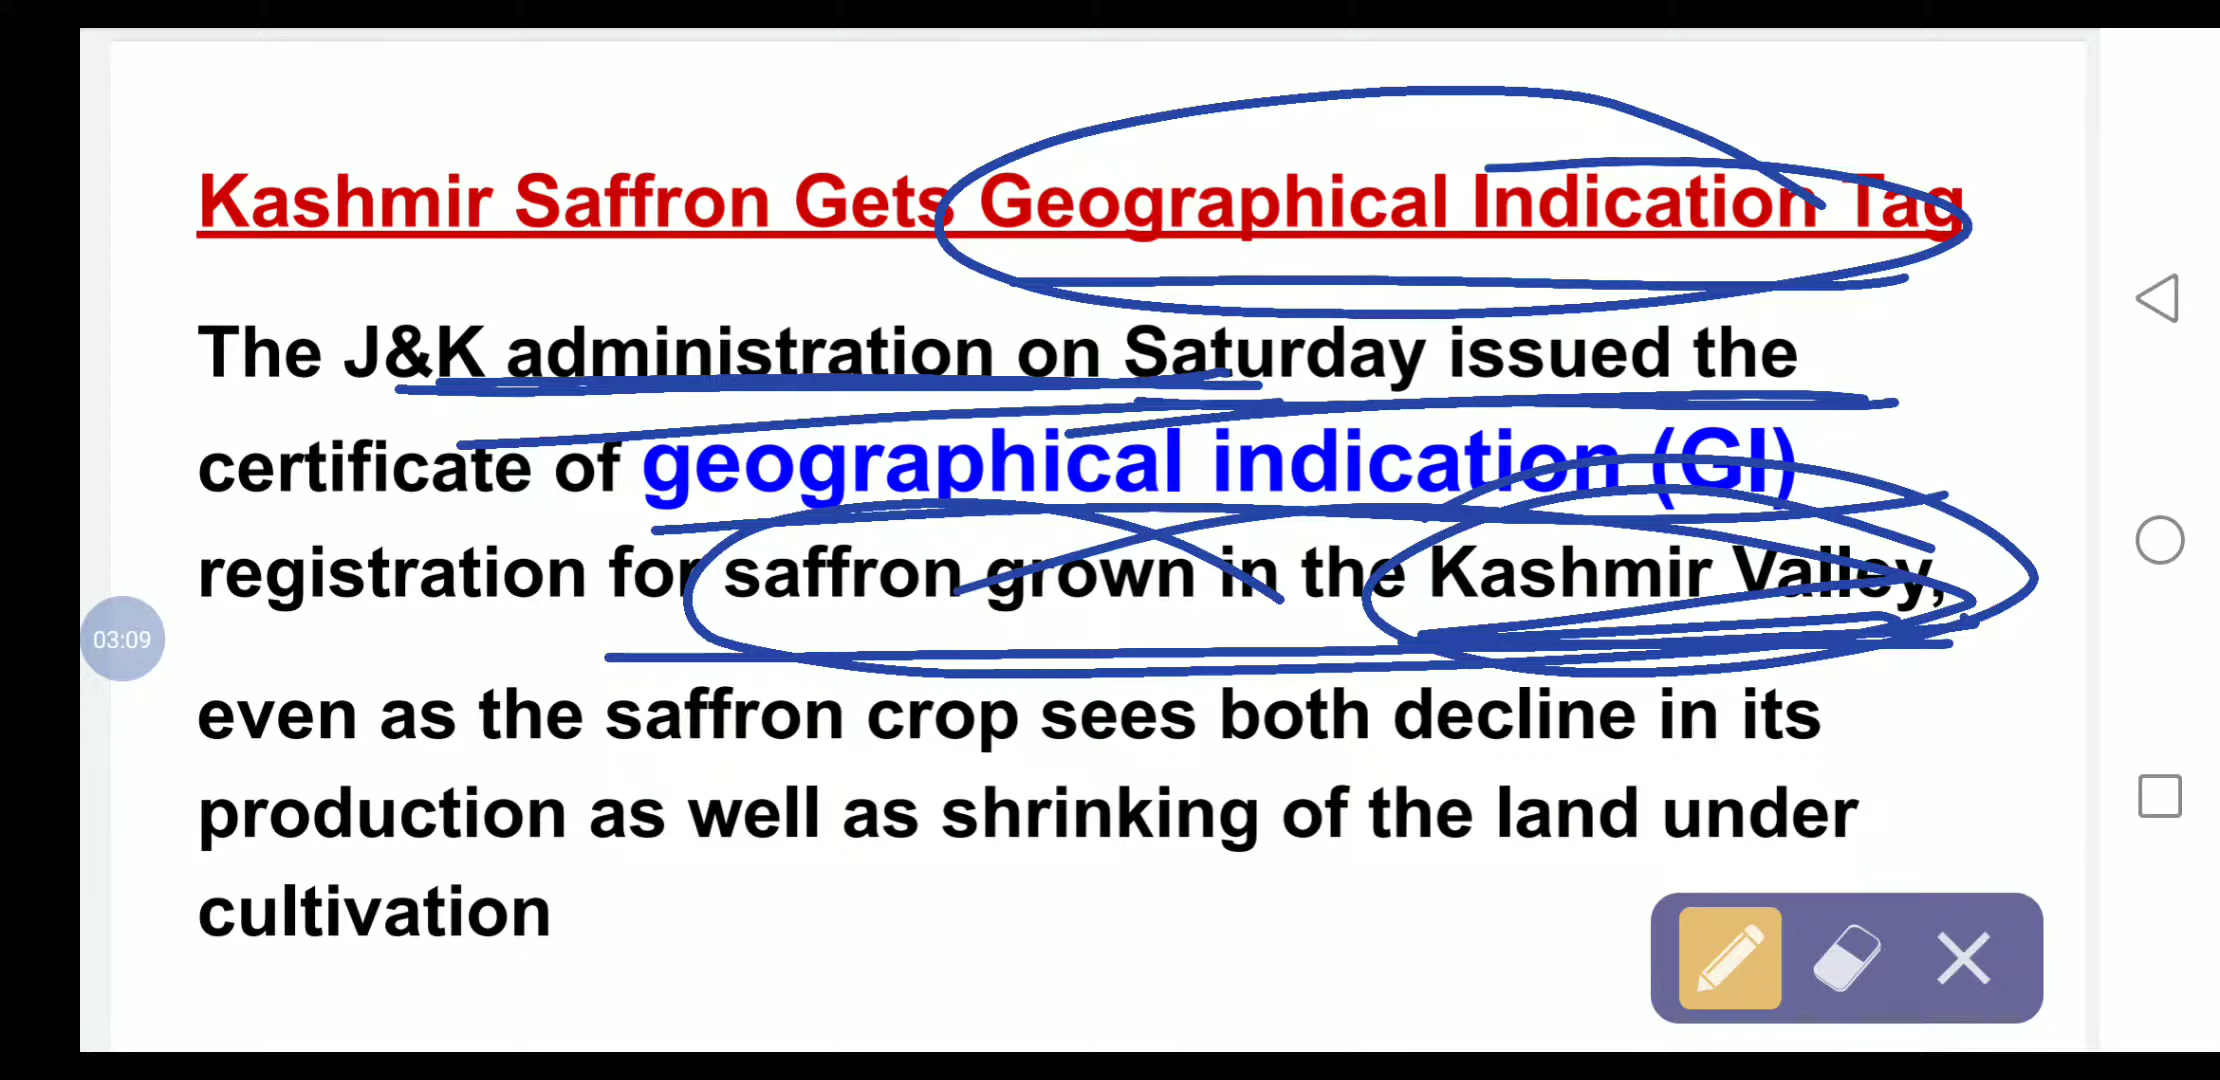 Kashmir Saffron Gets Geographical Indication Tag
The J&K administration on Saturday issued the
certificate of geographical indication (GI)
registration for saffron grown in the Kashmir Valley,
03:09
even as the saffron crop sees both decline in its
production as well as shrinking of the land under
cultivation